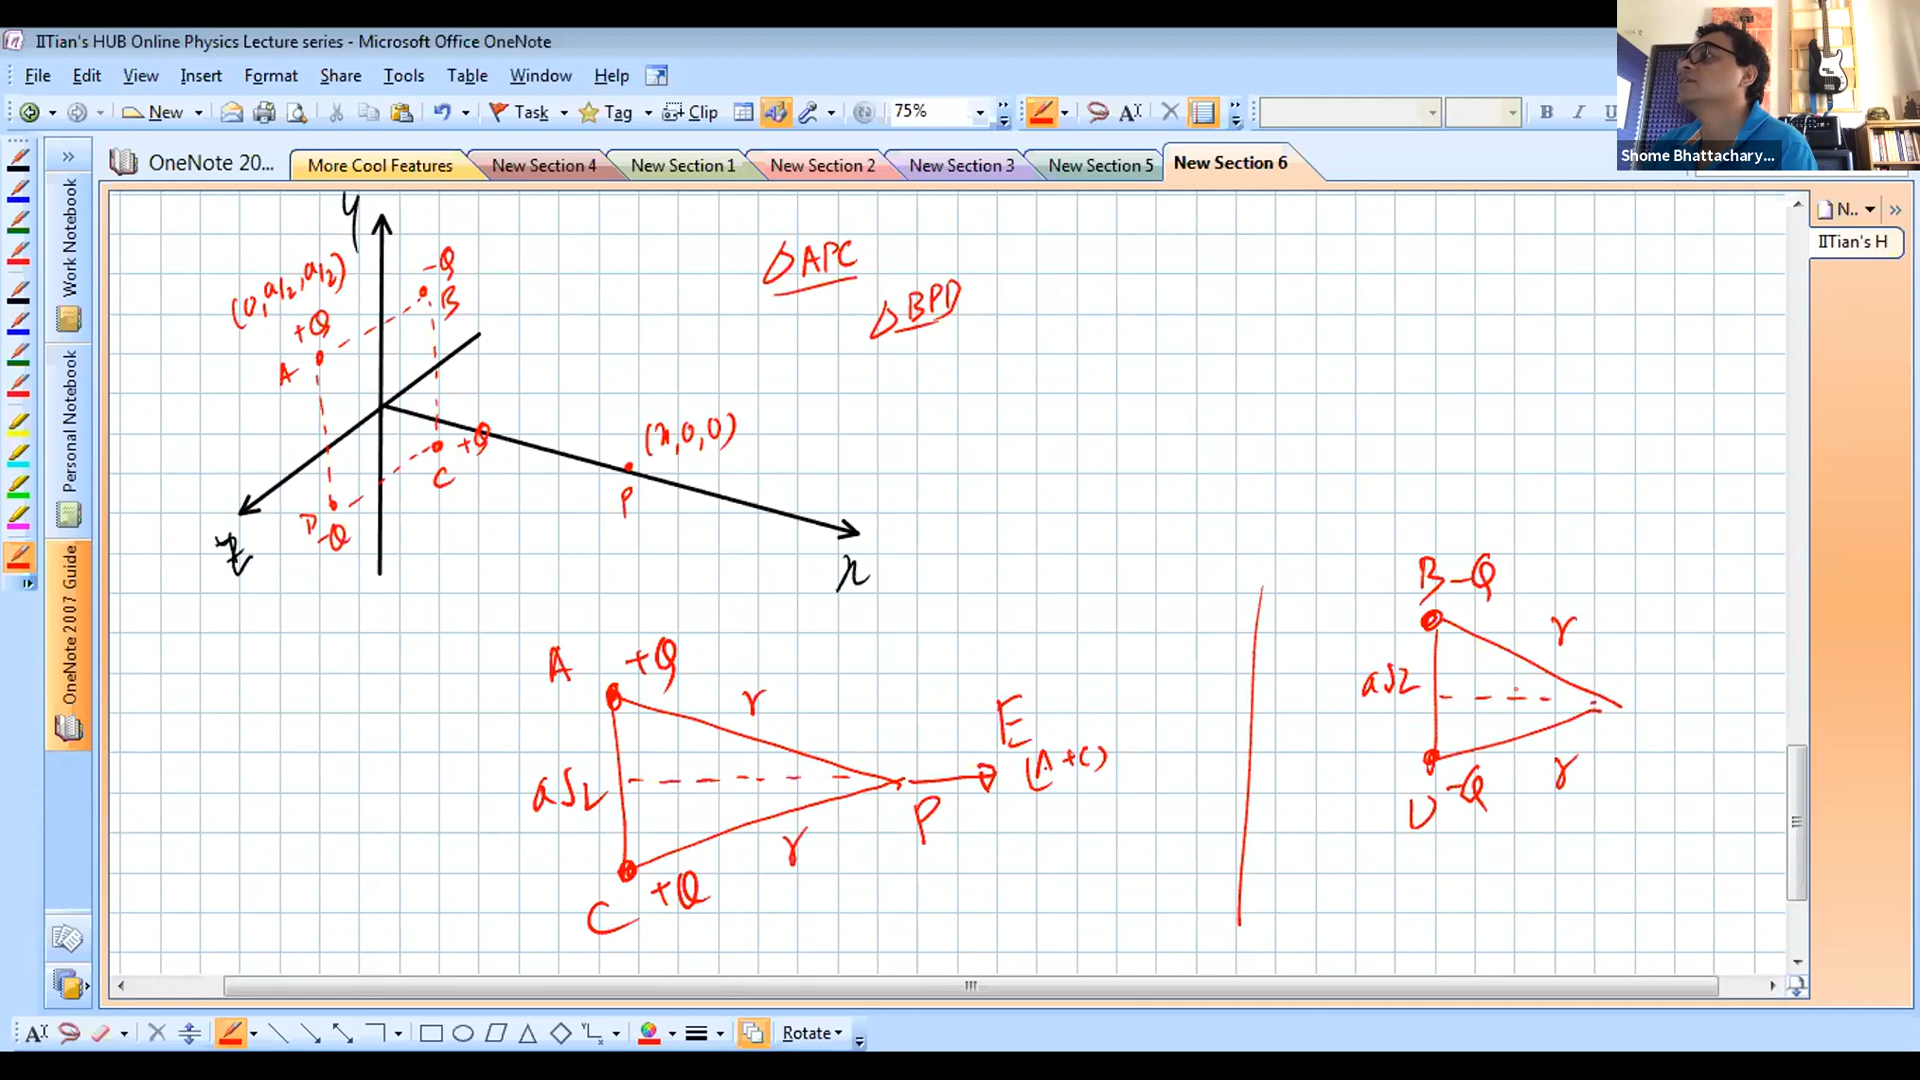 IITian's HUB Online Physics Lecture series - Microsoft Office OneNote
File Edit View Insert Format Share Tools Table Window Help
New Task Tag Clip 75% B I U
Shome Bhattachary...
OneNote 20... More Cool Features New Section 4 New Section 1 New Section 2 New Section 3 New Section 5 New Section 6
N..
IITian's H
Work Notebook
Personal Notebook
OneNote 2007 Guide
y
(0, a/2, a/2)
+Q
A
-Q
B
△APC
△BPD
+Q
C
D
-Q
z
(x,0,0)
P
x
A +Q
r
a√2
r
C +Q
P
E
(A+C)
B -Q
r
a√2
r
D -Q
Rotate